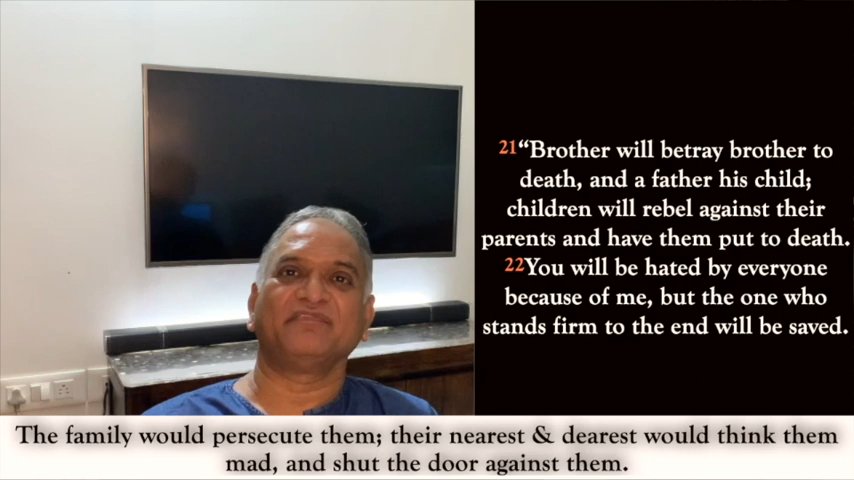 21“Brother will betray brother to
death, and a father his child;
children will rebel against their
parents and have them put to death.
22You will be hated by everyone
because of me, but the one who
stands firm to the end will be saved.
The family would persecute them; their nearest & dearest would think them
mad, and shut the door against them.